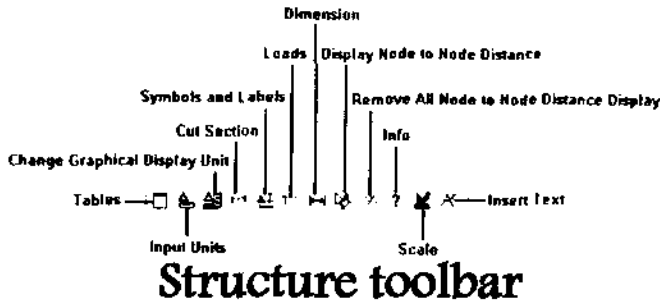 Dimension
Loads Display Node to Node Distance
Symbols and Labels Remove All Node to Node Distance Display
Cut Section Info
Change Graphical Display Unit
Tables Insert Text
Input Units Scale
Structure toolbar